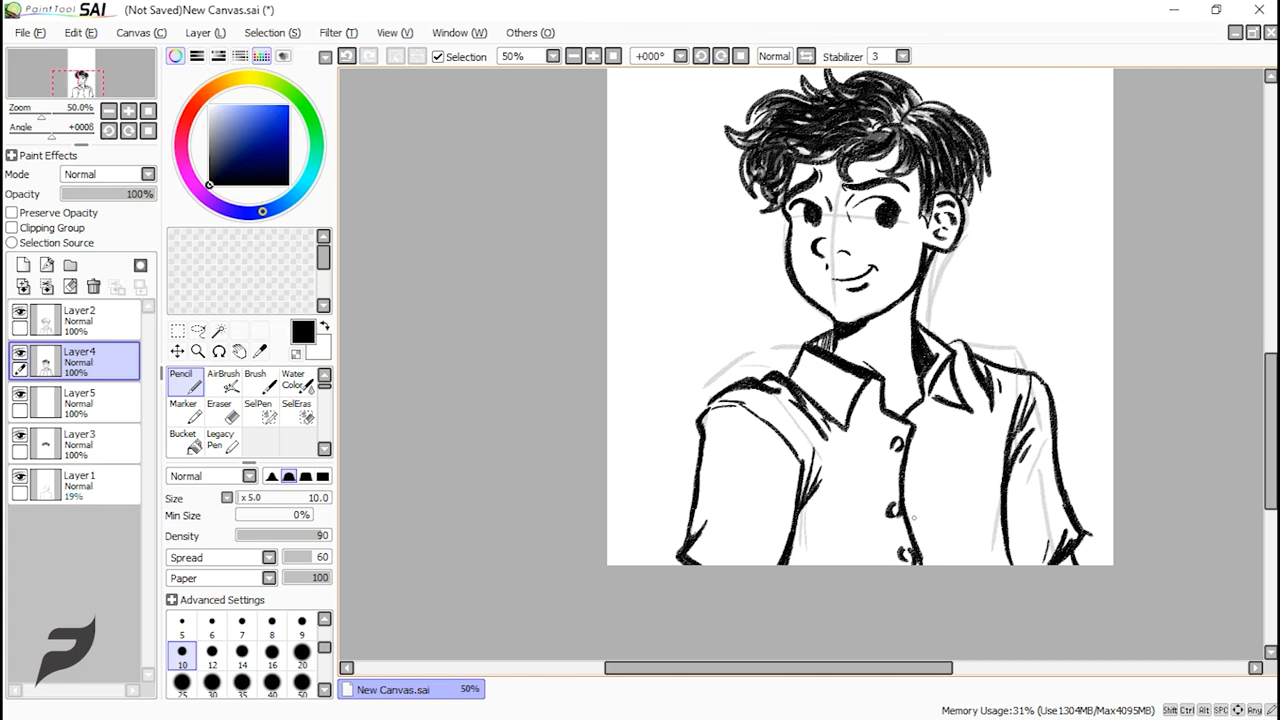 PaintTool SAI (Not Saved)New Canvas.sai (*)
File (F) Edit (E) Canvas (C) Layer (L) Selection (S) Filter (T) View (V) Window (W) Others (O)
Selection 50% +000° Normal Stabilizer 3
Zoom 50.0%
Angle +0008
Paint Effects
Mode Normal
Opacity 100%
Preserve Opacity
Clipping Group
Selection Source
Layer2
Normal
100%
Layer4
Normal
100%
Layer5
Normal
100%
Layer3
Normal
100%
Layer1
Normal
19%
Pencil AirBrush Brush Water Color
Marker Eraser SelPen SelEras
Bucket Legacy Pen
Normal
Size x 5.0 10.0
Min Size 0%
Density 90
Spread 60
Paper 100
Advanced Settings
5 6 7 8 9
10 12 14 16 20
25 30 35 40 50
New Canvas.sai 50%
Memory Usage:31% (Use1304MB/Max4095MB) Shift Ctrl Alt SPC Any